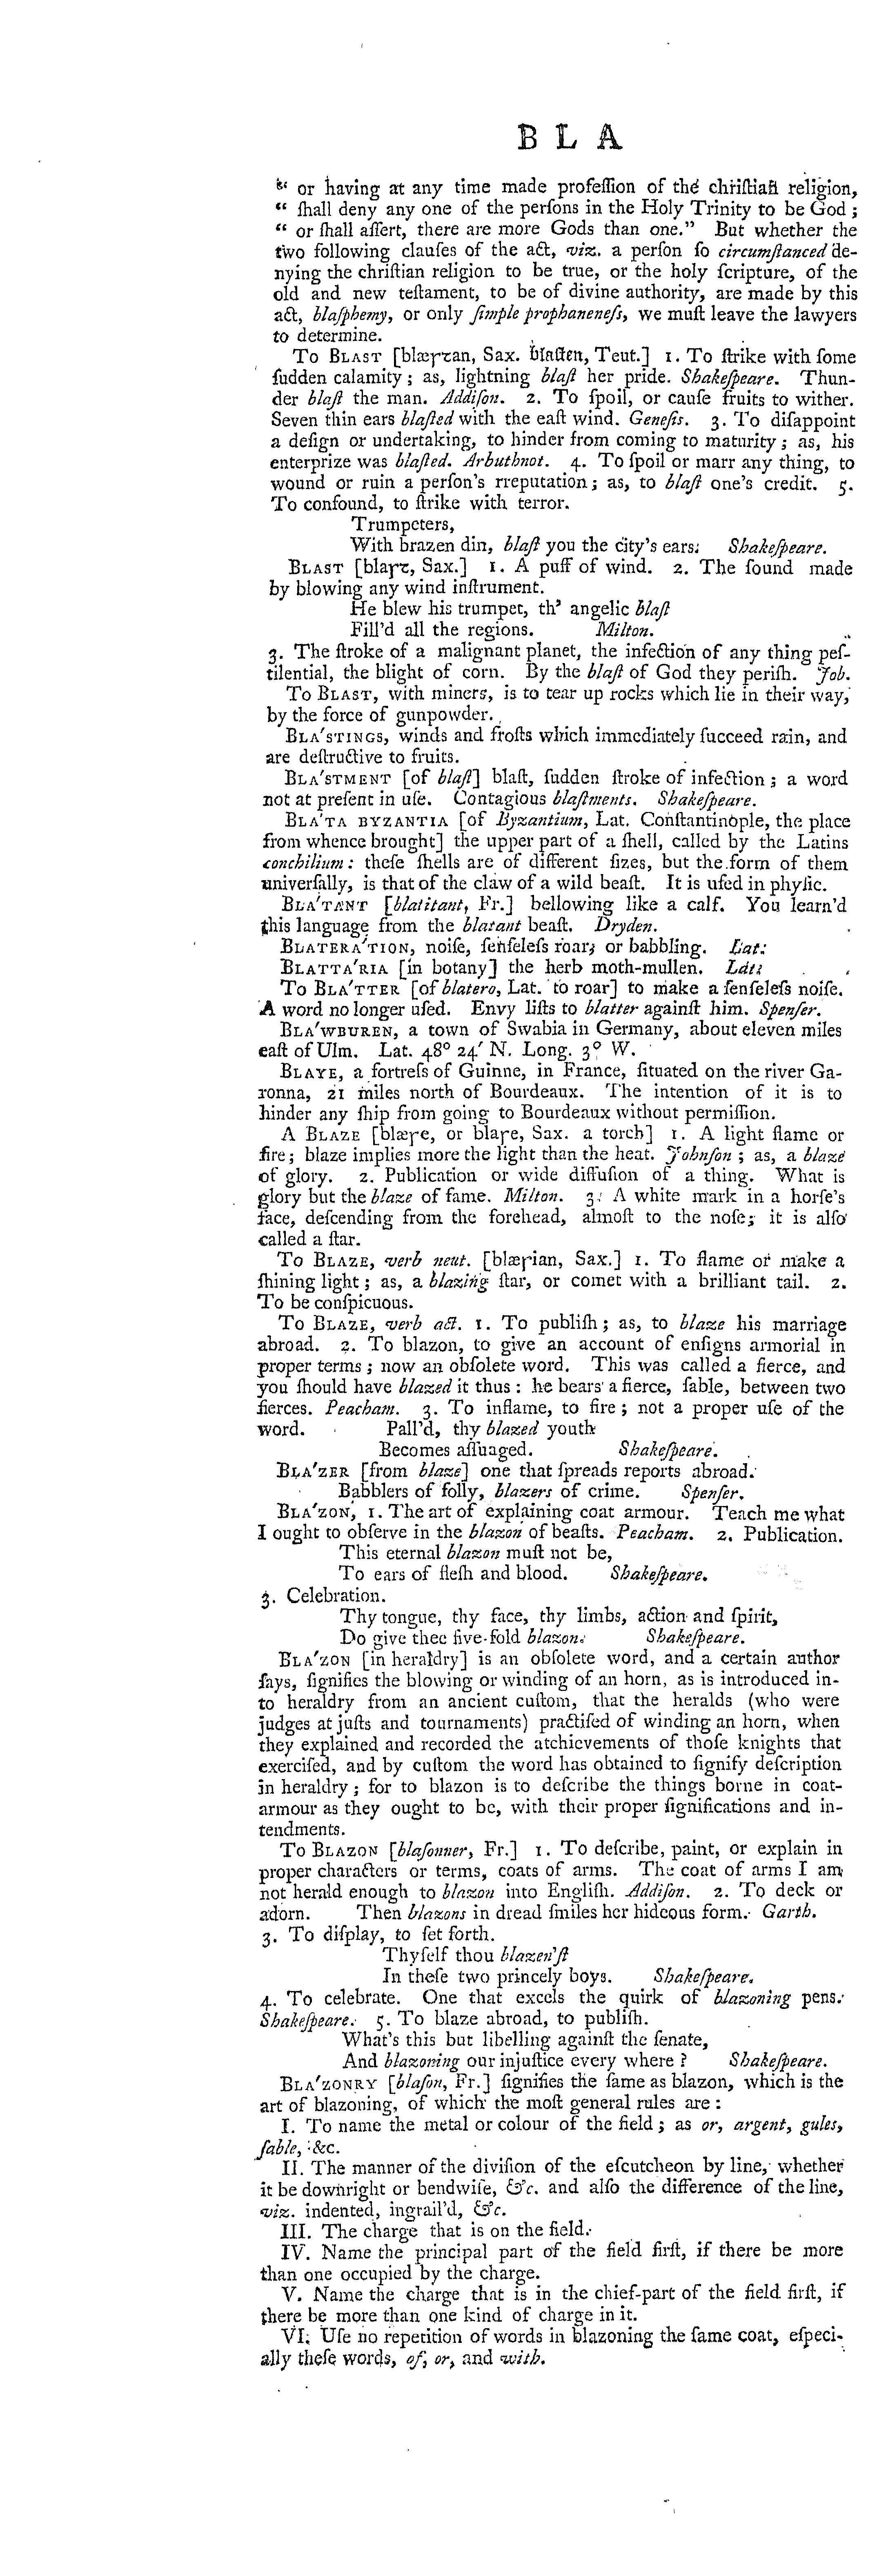 B L A
“ or having at any time made profeſſion of the chriſtian religion,
“ ſhall deny any one of the perſons in the Holy Trinity to be God ;
“ or ſhall aſſert, there are more Gods than one.” But whether the
two following clauſes of the act, viz. a perſon ſo circumſtanced de-
nying the chriſtian religion to be true, or the holy ſcripture, of the
old and new teſtament, to be of divine authority, are made by this
act, blaſphemy, or only ſimple prophaneneſs, we muſt leave the lawyers
to determine.
To BLAST [blæꞅꞇan, Sax. blaſten, Teut.] 1. To ſtrike with ſome
ſudden calamity ; as, lightning blaſt her pride. Shakeſpeare. Thun-
der blaſt the man. Addiſon. 2. To ſpoil, or cauſe fruits to wither.
Seven thin ears blaſted with the eaſt wind. Geneſis. 3. To diſappoint
a deſign or undertaking, to hinder from coming to maturity ; as, his
enterprize was blaſted. Arbuthnot. 4. To ſpoil or marr any thing, to
wound or ruin a perſon's rreputation ; as, to blaſt one's credit. 5.
To confound, to ſtrike with terror.
Trumpeters,
With brazen din, blaſt you the city's ears. Shakeſpeare.
BLAST [blaꞅꞇ, Sax.] 1. A puff of wind. 2. The ſound made
by blowing any wind inſtrument.
He blew his trumpet, th' angelic blaſt
Fill'd all the regions. Milton.
3. The ſtroke of a malignant planet, the infection of any thing peſ-
tilential, the blight of corn. By the blaſt of God they periſh. Job.
To BLAST, with miners, is to tear up rocks which lie in their way,
by the force of gunpowder.
BLA'STINGS, winds and froſts which immediately ſucceed rain, and
are deſtructive to fruits.
BLA'STMENT [of blaſt] blaſt, ſudden ſtroke of infection ; a word
not at preſent in uſe. Contagious blaſtments. Shakeſpeare.
BLA'TA BYZANTIA [of Byzantium, Lat. Conſtantinople, the place
from whence brought] the upper part of a ſhell, called by the Latins
conchilium : theſe ſhells are of different ſizes, but the form of them
univerſally, is that of the claw of a wild beaſt. It is uſed in phyſic.
BLA'TANT [blatitant, Fr.] bellowing like a calf. You learn'd
this language from the blatant beaſt. Dryden.
BLATERA'TION, noiſe, ſenſeleſs roar, or babbling. Lat.
BLATTA'RIA [in botany] the herb moth-mullen. Lat.
To BLA'TTER [of blatero, Lat. to roar] to make a ſenſeleſs noiſe.
A word no longer uſed. Envy liſts to blatter againſt him. Spenſer.
BLA'WBUREN, a town of Swabia in Germany, about eleven miles
eaſt of Ulm. Lat. 48° 24′ N. Long. 3° W.
BLAYE, a fortreſs of Guinne, in France, ſituated on the river Ga-
ronna, 21 miles north of Bourdeaux. The intention of it is to
hinder any ſhip from going to Bourdeaux without permiſſion.
A BLAZE [blæꞅe, or blaꞅe, Sax. a torch] 1. A light flame or
fire ; blaze implies more the light than the heat. Johnſon ; as, a blaze
of glory. 2. Publication or wide diffuſion of a thing. What is
glory but the blaze of fame. Milton. 3. A white mark in a horſe's
face, deſcending from the forehead, almoſt to the noſe ; it is alſo
called a ſtar.
To BLAZE, verb neut. [blæꞅian, Sax.] 1. To flame or make a
ſhining light ; as, a blazing ſtar, or comet with a brilliant tail. 2.
To be conſpicuous.
To BLAZE, verb act. 1. To publiſh ; as, to blaze his marriage
abroad. 2. To blazon, to give an account of enſigns armorial in
proper terms ; now an obſolete word. This was called a fierce, and
you ſhould have blazed it thus : he bears a fierce, ſable, between two
fierces. Peacham. 3. To inflame, to fire ; not a proper uſe of the
word. Pall'd, thy blazed youth
Becomes aſſuaged. Shakeſpeare.
BLA'ZER [from blaze] one that ſpreads reports abroad.
Babblers of folly, blazers of crime. Spenſer.
BLA'ZON, 1. The art of explaining coat armour. Teach me what
I ought to obſerve in the blazon of beaſts. Peacham. 2. Publication.
This eternal blazon muſt not be,
To ears of fleſh and blood. Shakeſpeare.
3. Celebration.
Thy tongue, thy face, thy limbs, action and ſpirit,
Do give thee five-fold blazon. Shakeſpeare.
BLA'ZON [in heraldry] is an obſolete word, and a certain author
ſays, ſignifies the blowing or winding of an horn, as is introduced in-
to heraldry from an ancient cuſtom, that the heralds (who were
judges at juſts and tournaments) practiſed of winding an horn, when
they explained and recorded the atchievements of thoſe knights that
exerciſed, and by cuſtom the word has obtained to ſignify deſcription
in heraldry ; for to blazon is to deſcribe the things borne in coat-
armour as they ought to be, with their proper ſignifications and in-
tendments.
To BLAZON [blaſonner, Fr.] 1. To deſcribe, paint, or explain in
proper characters or terms, coats of arms. The coat of arms I am
not herald enough to blazon into Engliſh. Addiſon. 2. To deck or
adorn. Then blazons in dread ſmiles her hideous form. Garth.
3. To diſplay, to ſet forth.
Thyſelf thou blazen'ſt
In theſe two princely boys. Shakeſpeare.
4. To celebrate. One that excels the quirk of blazoning pens.
Shakeſpeare. 5. To blaze abroad, to publiſh.
What's this but libelling againſt the ſenate,
And blazoning our injuſtice every where ? Shakeſpeare.
BLA'ZONRY [blaſon, Fr.] ſignifies the ſame as blazon, which is the
art of blazoning, of which the moſt general rules are :
I. To name the metal or colour of the field ; as or, argent, gules,
ſable, &c.
II. The manner of the diviſion of the eſcutcheon by line, whether
it be downright or bendwiſe, &c. and alſo the difference of the line,
viz. indented, ingrail'd, &c.
III. The charge that is on the field.
IV. Name the principal part of the field firſt, if there be more
than one occupied by the charge.
V. Name the charge that is in the chief-part of the field firſt, if
there be more than one kind of charge in it.
VI. Uſe no repetition of words in blazoning the ſame coat, eſpeci-
ally theſe words, of, or, and with.